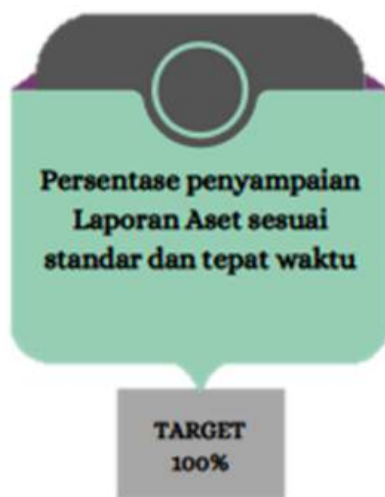 Persentase penyampaian
Laporan Aset sesuai
standar dan tepat waktu
TARGET
100%